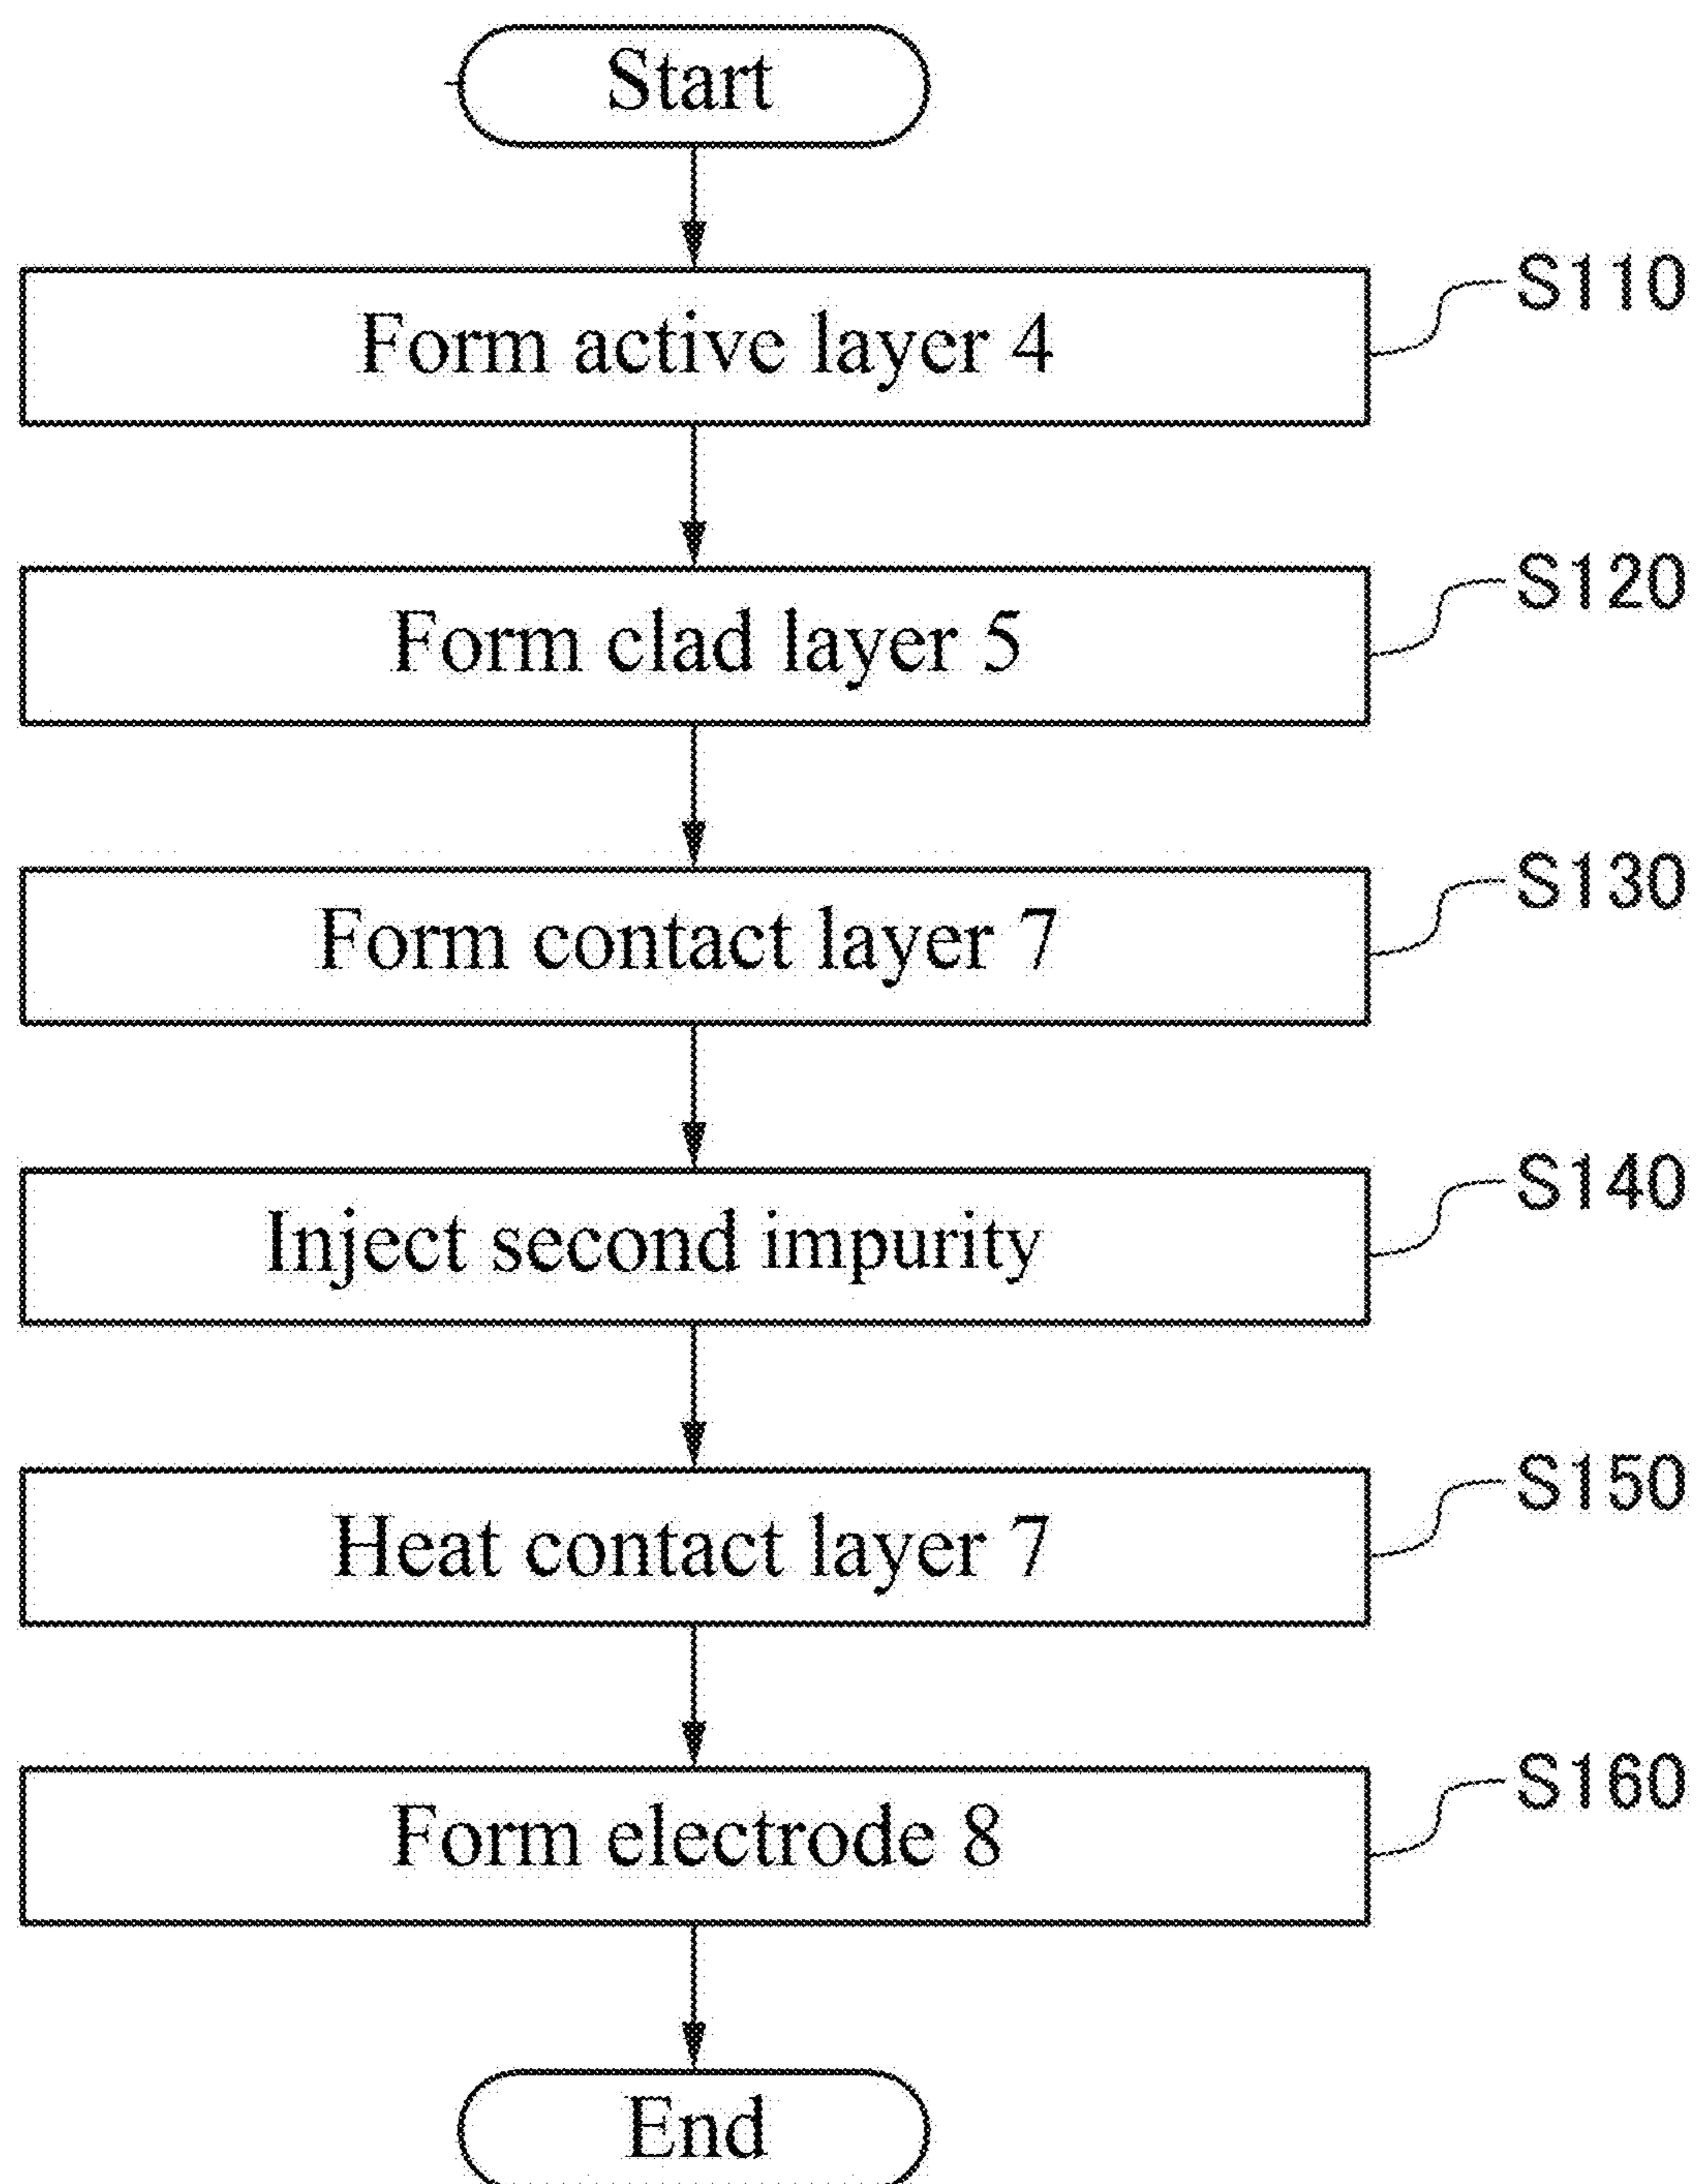 Start
S110
Form active layer 4
S120
Form clad layer 5
S130
Form contact layer 7
S140
Inject second impurity
S150
Heat contact layer 7
S160
Form electrode 8
End